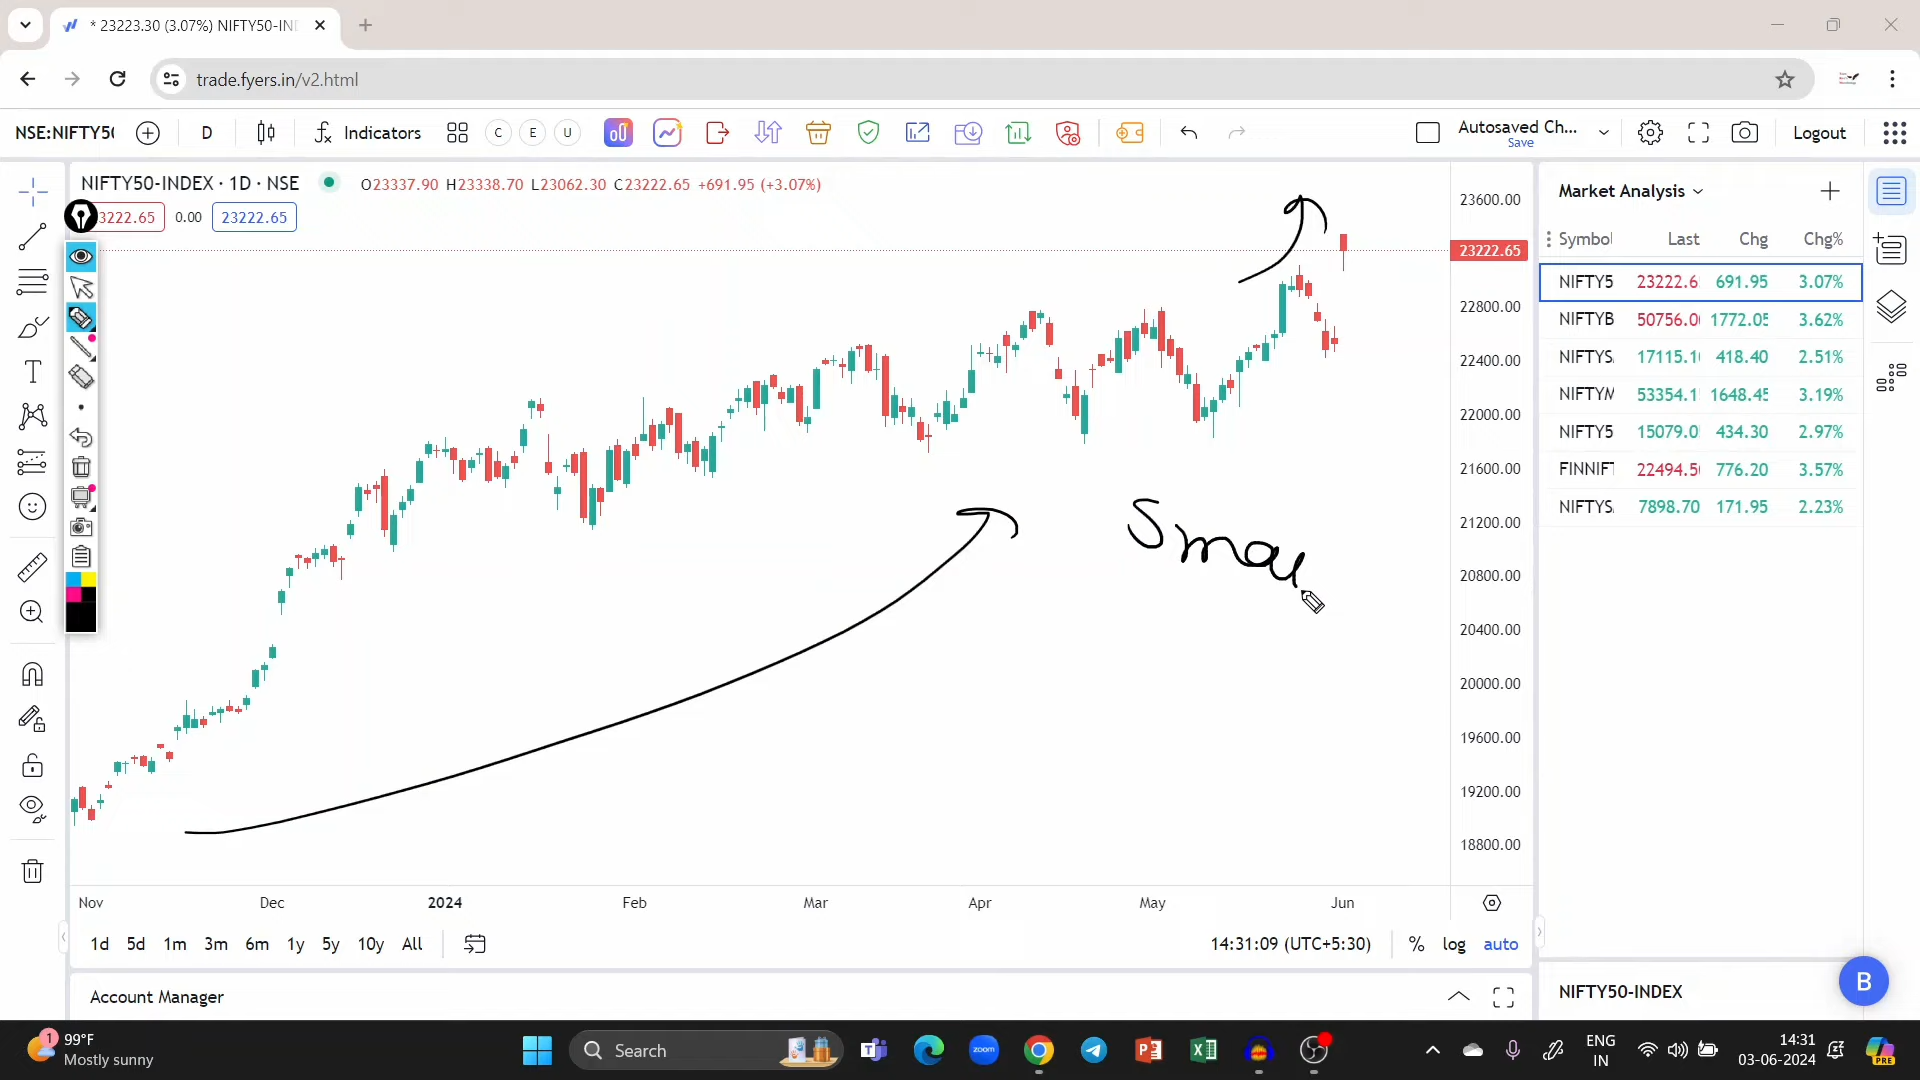 * 23223.30 (3.07%) NIFTY50-IN
trade.fyers.in/v2.html
NSE:NIFTY50 D Indicators C E U Autosaved Ch... Save Logout
NIFTY50-INDEX · 1D · NSE O23337.90 H23338.70 L23062.30 C23222.65 +691.95 (+3.07%)
3222.65 0.00 23222.65
23600.00
23222.65
22800.00
22400.00
22000.00
21600.00
21200.00
20800.00
20400.00
20000.00
19600.00
19200.00
18800.00
Smar
Nov Dec 2024 Feb Mar Apr May Jun
1d 5d 1m 3m 6m 1y 5y 10y All 14:31:09 (UTC+5:30) % log auto
Account Manager
Market Analysis
Symbol Last Chg Chg%
NIFTY5 23222.6 691.95 3.07%
NIFTYB 50756.0 1772.05 3.62%
NIFTYS 17115.1 418.40 2.51%
NIFTYM 53354.1 1648.45 3.19%
NIFTY5 15079.0 434.30 2.97%
FINNIFT 22494.5 776.20 3.57%
NIFTYS 7898.70 171.95 2.23%
NIFTY50-INDEX
B
1 99°F
Mostly sunny
Search
zoom
ENG
IN
14:31
03-06-2024
PRE